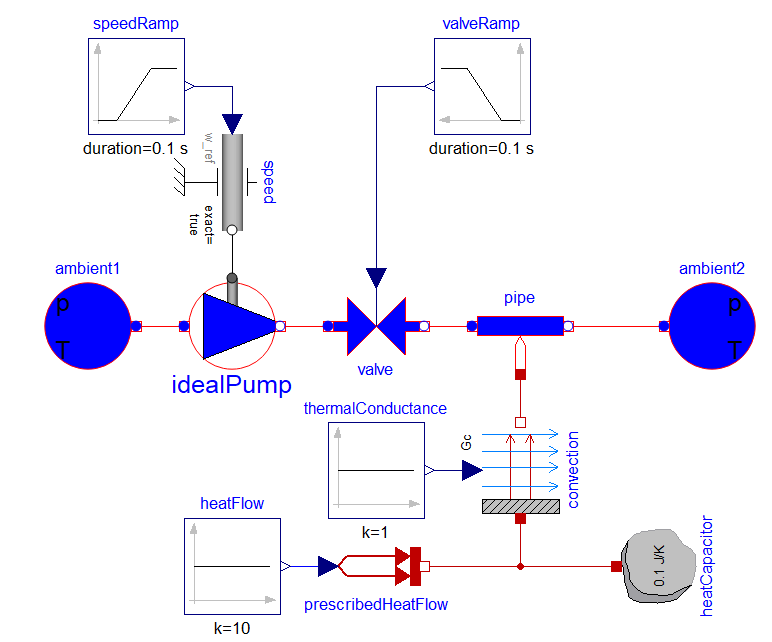 speedRamp
valveRamp
duration=0.1 s
duration=0.1 s
w_ref
speed
exact=
true
ambient1
p
T
idealPump
valve
pipe
ambient2
p
T
thermalConductance
Gc
convection
k=1
heatFlow
prescribedHeatFlow
k=10
0.1 J/K
heatCapacitor